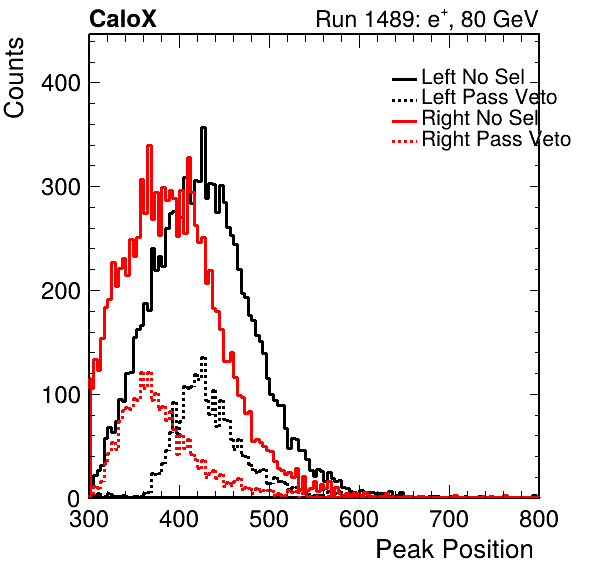 CaloX Run 1489: e⁺, 80 GeV
Counts
400
300
200
100
0
Left No Sel
Left Pass Veto
Right No Sel
Right Pass Veto
300 400 500 600 700 800
Peak Position